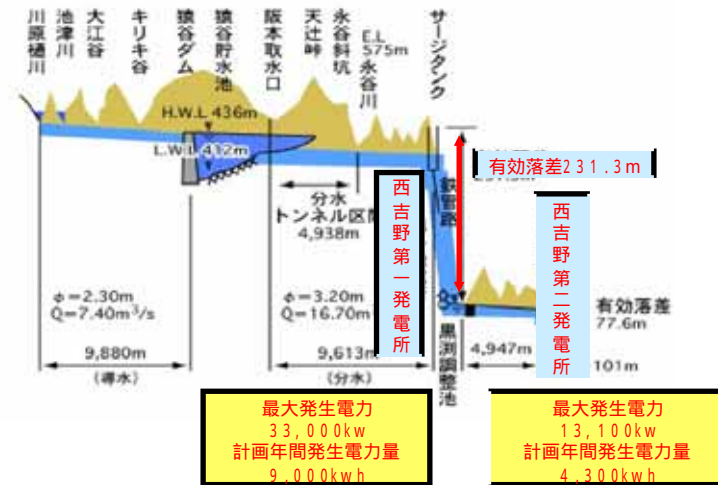 川原樋川
池津川
大江谷
キリキ谷
猿谷ダム
猿谷貯水池
阪本取水口
天辻峠
永谷斜坑
E.L
575m
永谷川
サージタンク
H.W.L 436m
L.W.L 412m
有効落差231.3m
鉄管路
分水
トンネル区間
4,938m
西吉野第一発電所
西吉野第二発電所
φ=2.30m
Q=7.40m³/s
φ=3.20m
Q=16.70m³/s
有効落差
77.6m
9,880m
(導水)
9,613m
(分水)
黒渕調整池
4,947m
101m
最大発生電力
33,000kw
計画年間発生電力量
9,000kwh
最大発生電力
13,100kw
計画年間発生電力量
4,300kwh